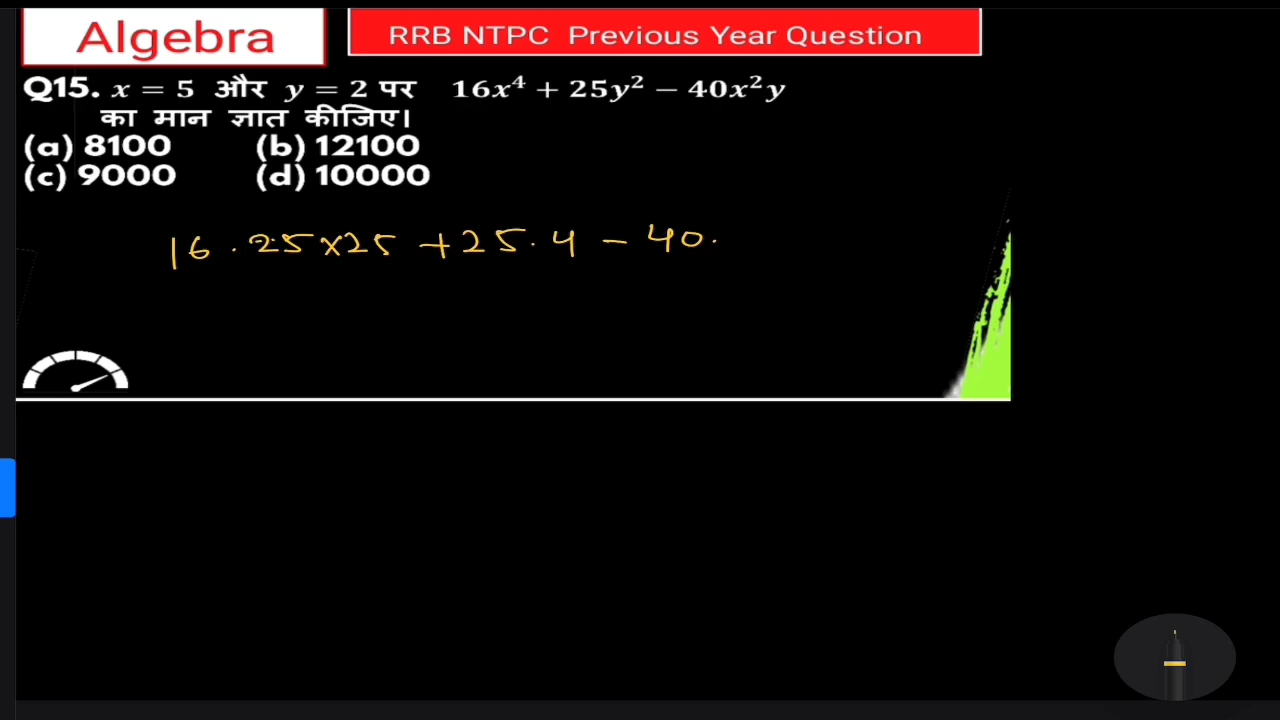 Algebra
RRB NTPC Previous Year Question
Q15. x = 5 और y = 2 पर 16x⁴ + 25y² − 40x²y
का मान ज्ञात कीजिए।
(a) 8100 (b) 12100
(c) 9000 (d) 10000
16 . 25 × 25 + 25 . 4 − 40 .